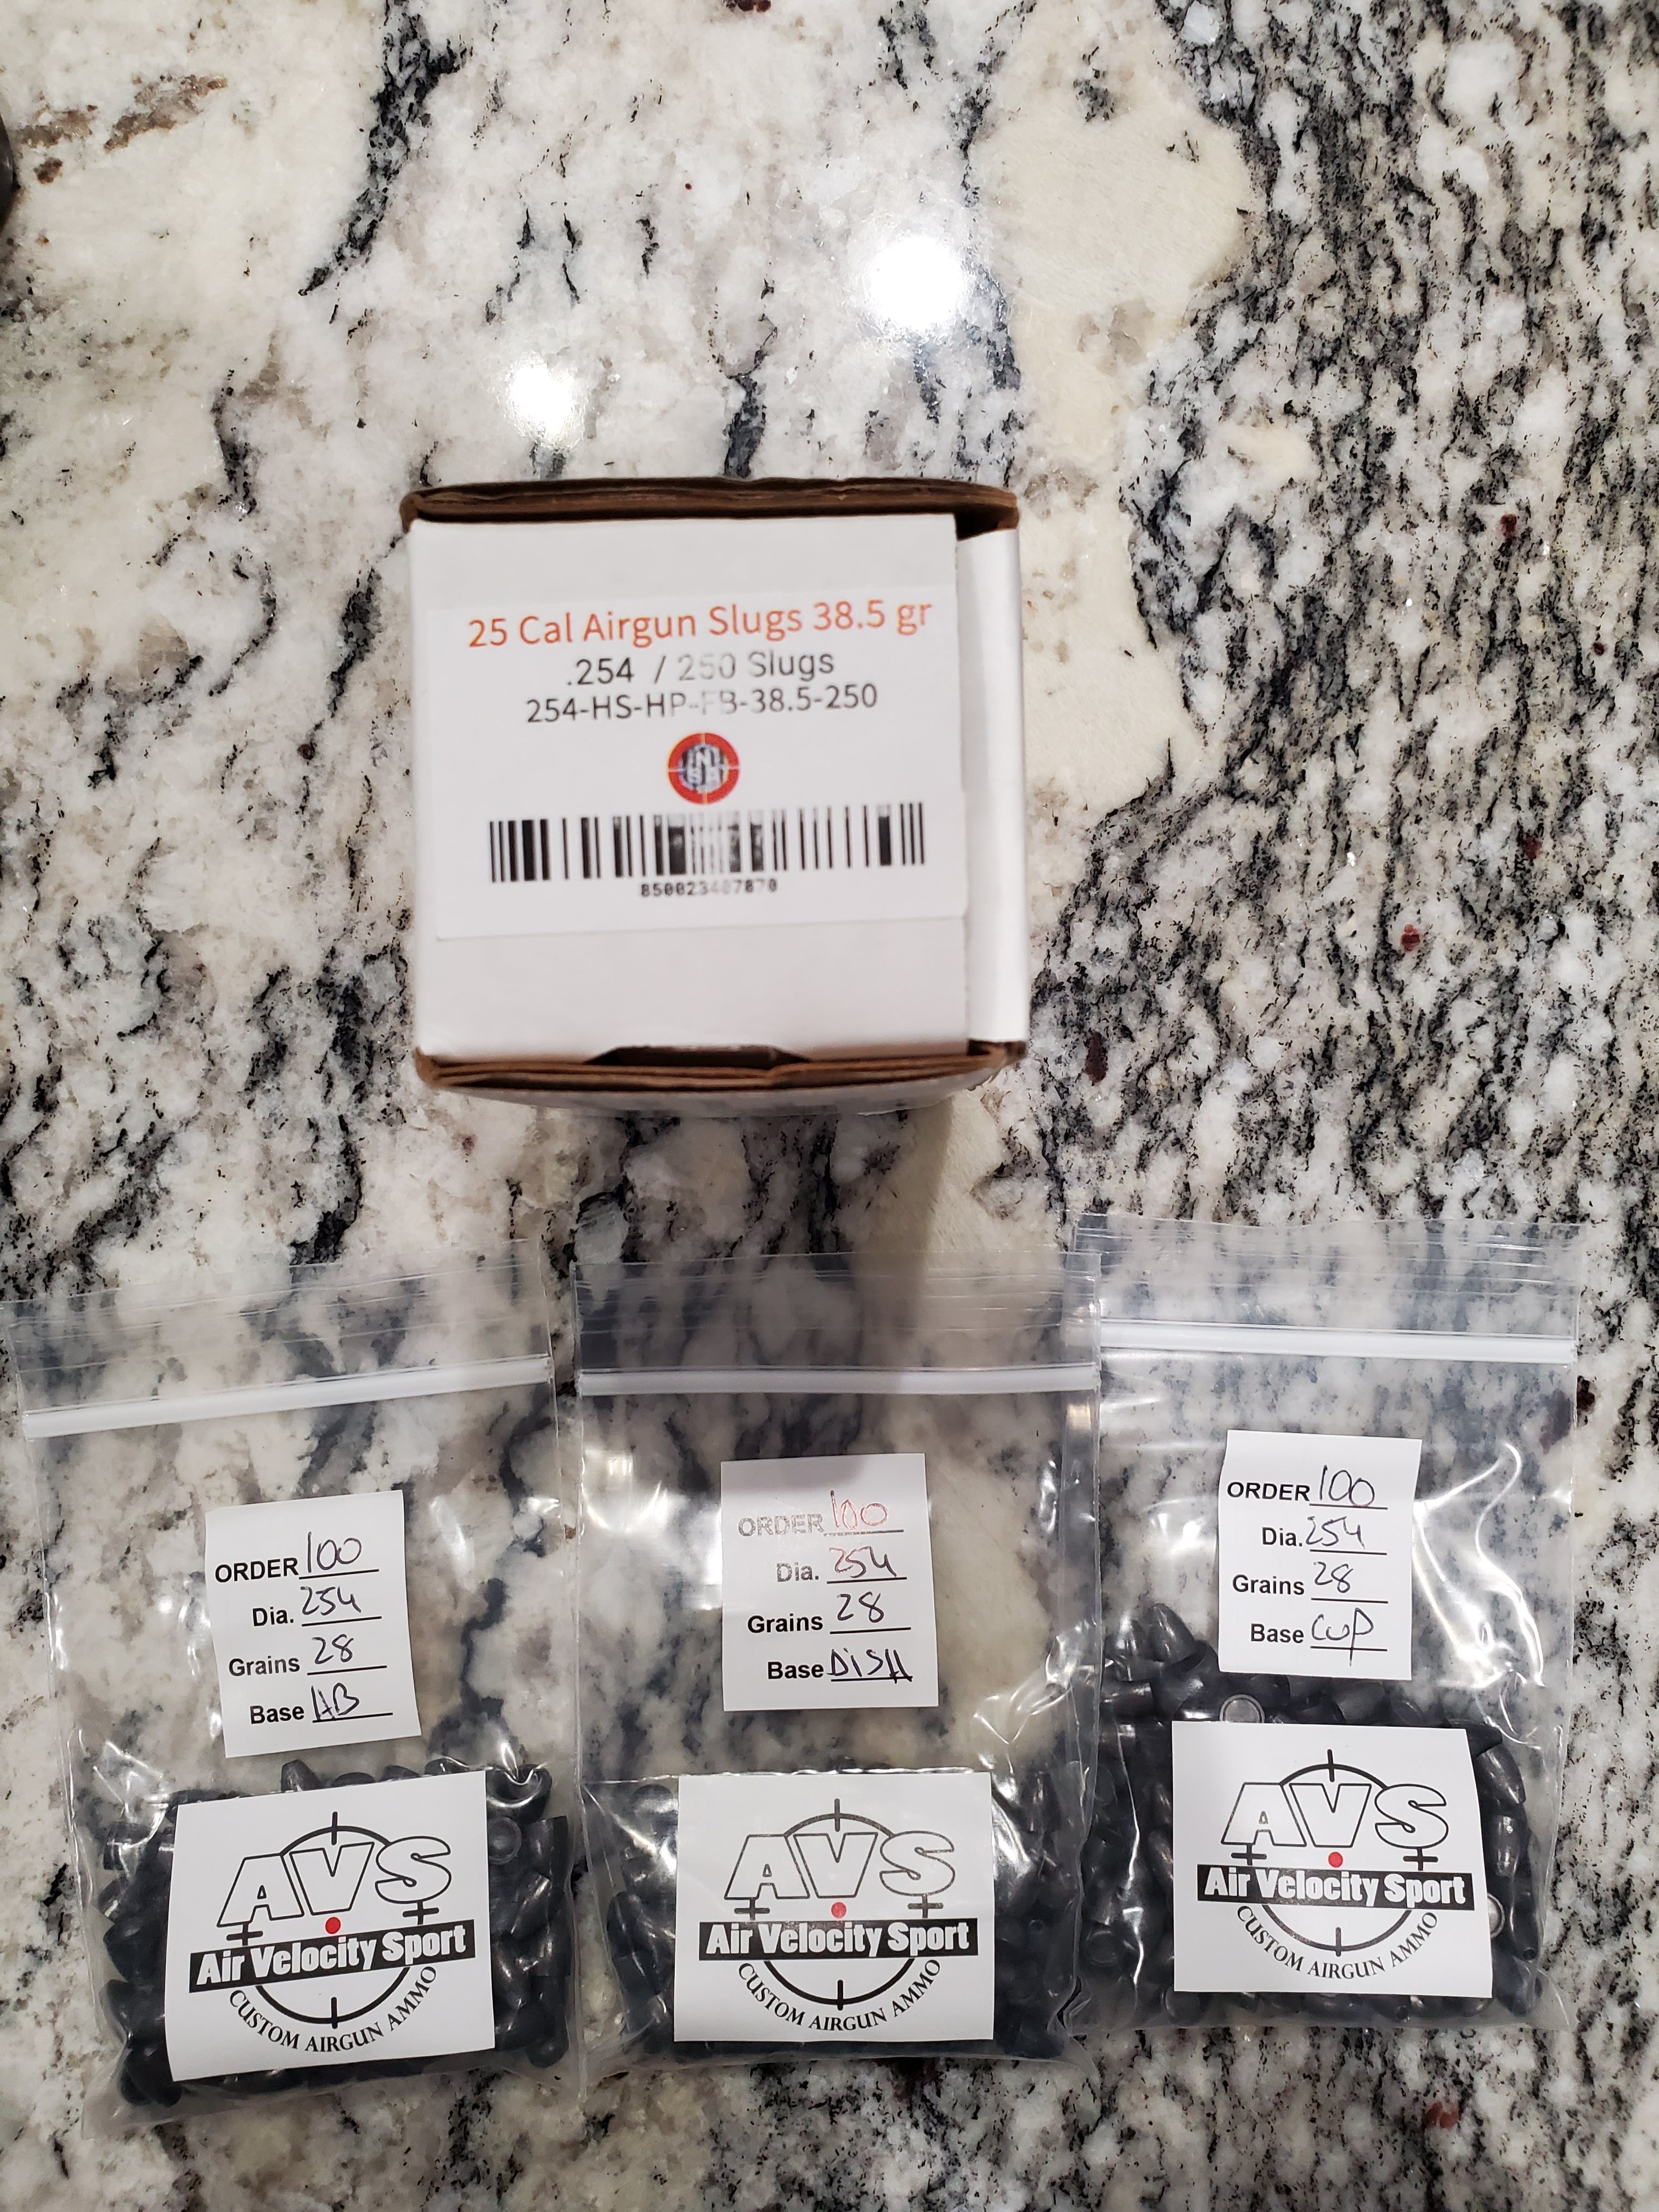 25 Cal Airgun Slugs 38.5 gr
.254 / 250 Slugs
254-HS-HP-FB-38.5-250
NSA
ORDER 100
Dia. 254
Grains 28
Base HB
AVS
Air Velocity Sport
CUSTOM AIRGUN AMMO
ORDER 100
Dia. 254
Grains 28
Base DISH
AVS
Air Velocity Sport
CUSTOM AIRGUN AMMO
ORDER 100
Dia. 254
Grains 28
Base CUP
AVS
Air Velocity Sport
CUSTOM AIRGUN AMMO